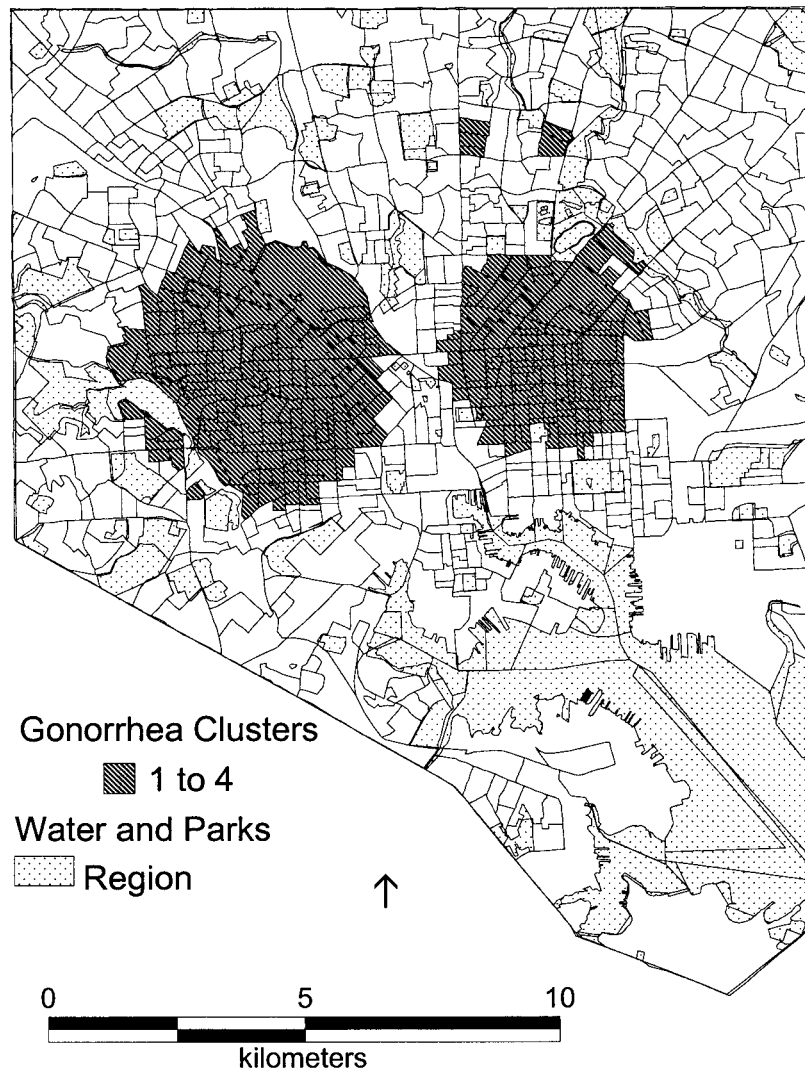 Gonorrhea Clusters
1 to 4
Water and Parks
Region
0 5 10
kilometers